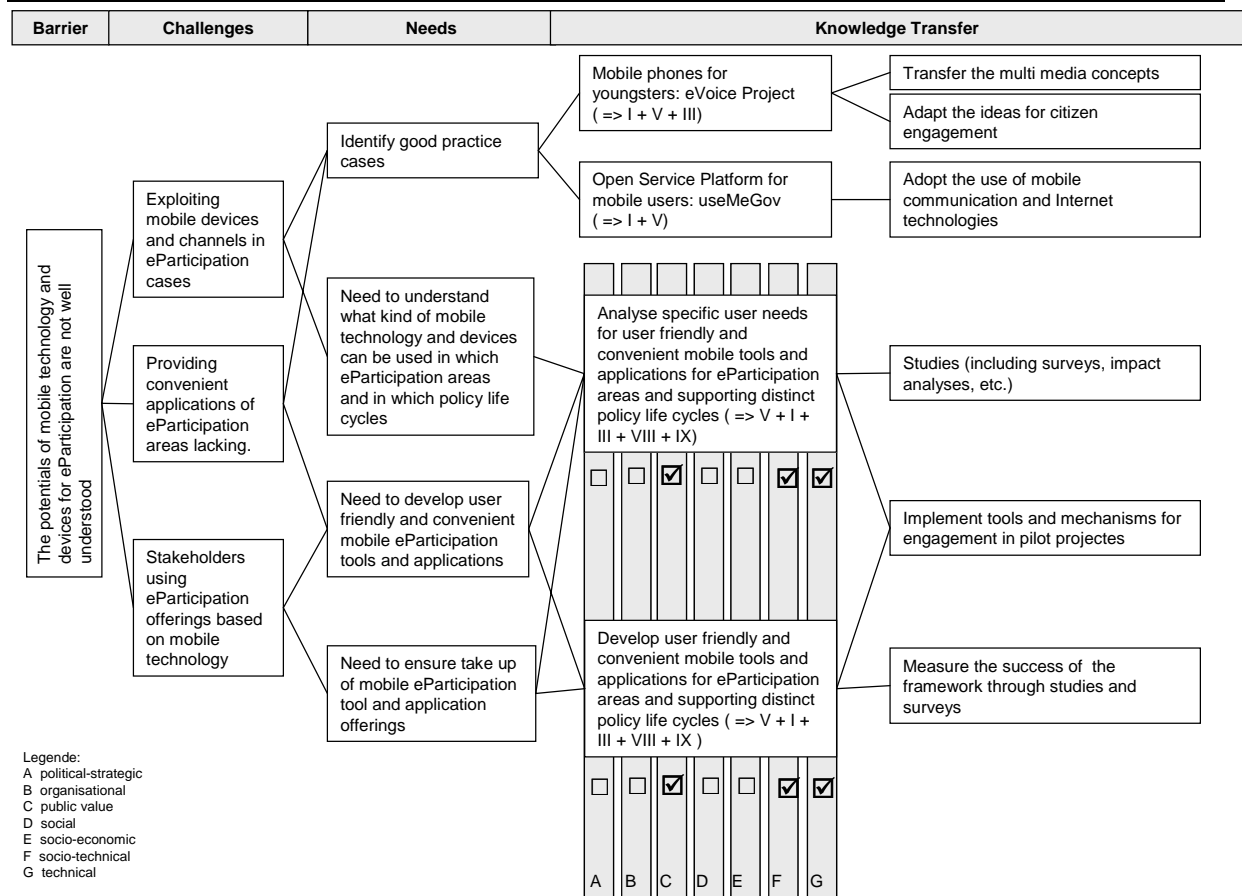 Barrier
Challenges
Needs
Knowledge Transfer
The potentials of mobile technology and
devices for eParticipation are not well
understood
Exploiting
mobile devices
and channels in
eParticipation
cases
Providing
convenient
applications of
eParticipation
areas lacking.
Stakeholders
using
eParticipation
offerings based
on mobile
technology
Identify good practice
cases
Need to understand
what kind of mobile
technology and devices
can be used in which
eParticipation areas
and in which policy life
cycles
Need to develop user
friendly and convenient
mobile eParticipation
tools and applications
Need to ensure take up
of mobile eParticipation
tool and application
offerings
Mobile phones for
youngsters: eVoice Project
( => I + V + III)
Open Service Platform for
mobile users: useMeGov
( => I + V)
Analyse specific user needs
for user friendly and
convenient mobile tools and
applications for eParticipation
areas and supporting distinct
policy life cycles ( => V + I +
III + VIII + IX)
Develop user friendly and
convenient mobile tools and
applications for eParticipation
areas and supporting distinct
policy life cycles ( => V + I +
III + VIII + IX )
A B C D E F G
Transfer the multi media concepts
Adapt the ideas for citizen
engagement
Adopt the use of mobile
communication and Internet
technologies
Studies (including surveys, impact
analyses, etc.)
Implement tools and mechanisms for
engagement in pilot projectes
Measure the success of the
framework through studies and
surveys
Legende:
A political-strategic
B organisational
C public value
D social
E socio-economic
F socio-technical
G technical